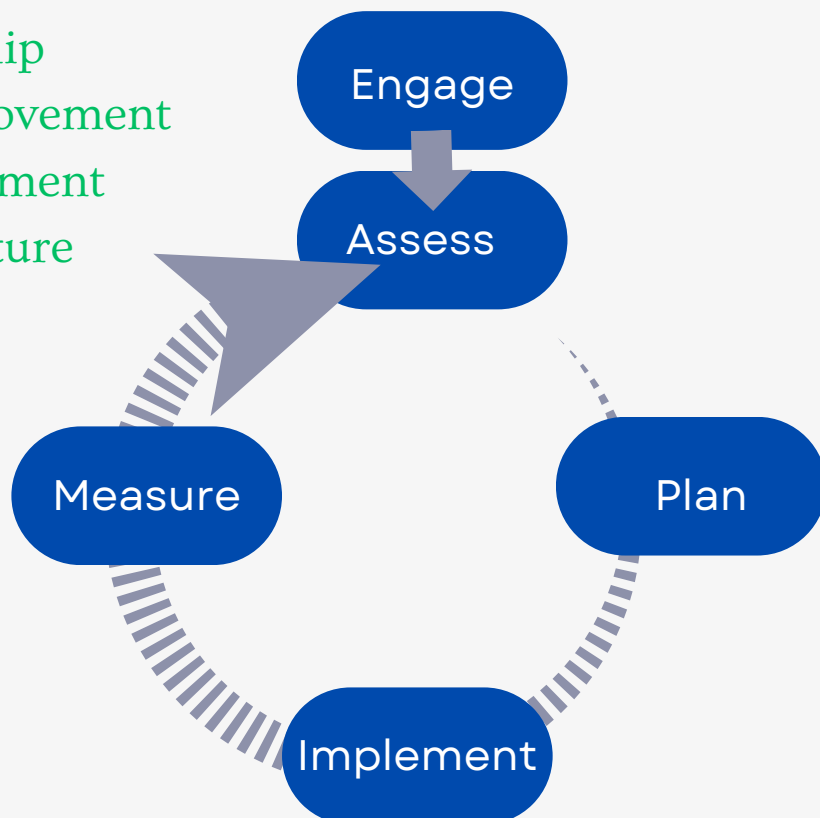 ip
ovement
ment
ture
Engage
Assess
Measure
Plan
Implement